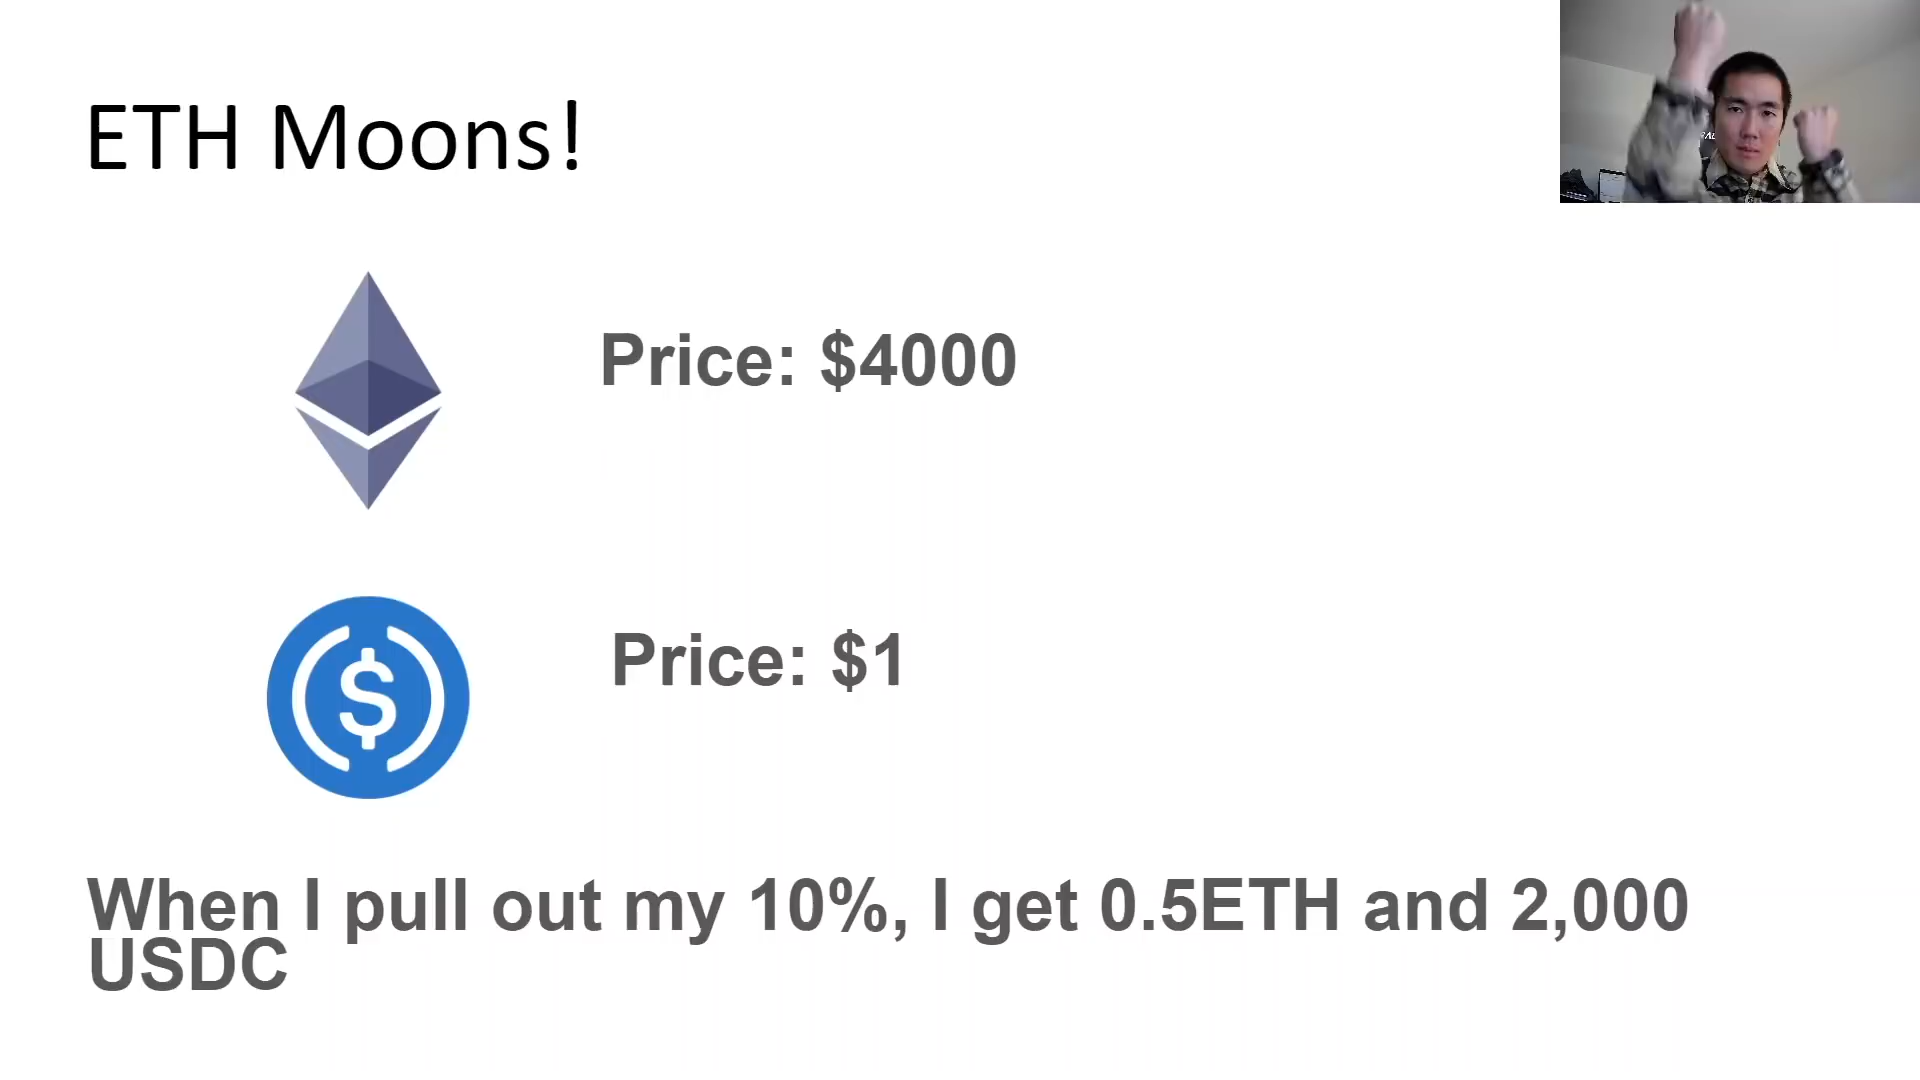 ETH Moons!
Price: $4000
$
Price: $1
When I pull out my 10%, I get 0.5ETH and 2,000
USDC